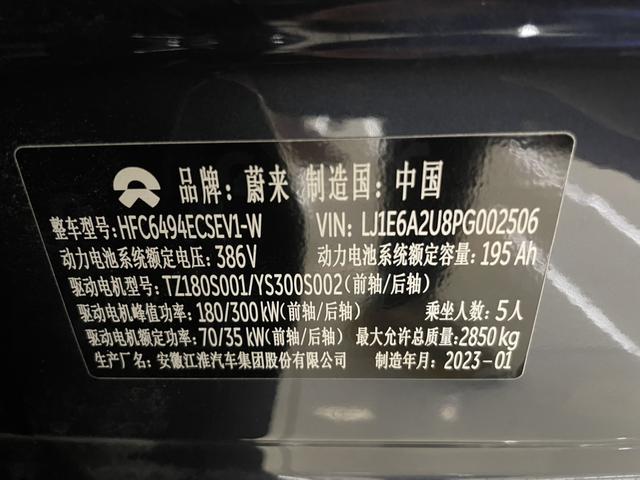 品牌：蔚来 制造国：中国
整车型号：HFC6494ECSEV1-W VIN：LJ1E6A2U8PG002506
动力电池系统额定电压：386V 动力电池系统额定容量：195 Ah
驱动电机型号：TZ180S001/YS300S002(前轴/后轴)
驱动电机峰值功率：180/300kW(前轴/后轴) 乘坐人数：5人
驱动电机额定功率：70/35kW(前轴/后轴) 最大允许总质量：2850kg
生产厂名：安徽江淮汽车集团股份有限公司 制造年月：2023-01